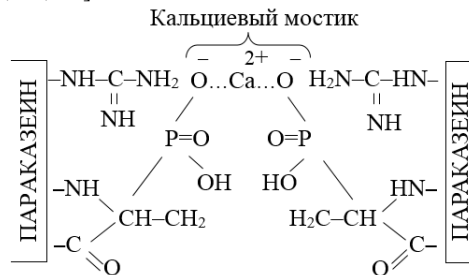 Кальциевый мостик
2+
–NH–C–NH₂ O⁻...Ca...O⁻ H₂N–C–HN–
NH NH
P=O O=P
OH HO
–NH HN–
CH–CH₂ H₂C–CH
–C C–
O O
ПАРАКАЗЕИН
ПАРАКАЗЕИН